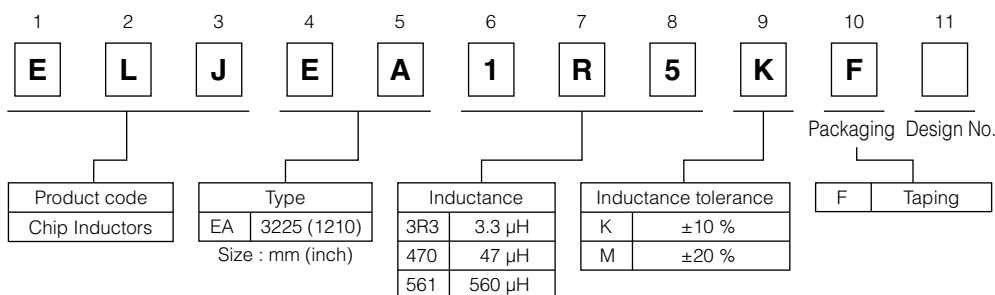 1 2 3 4 5 6 7 8 9 10 11
E L J E A 1 R 5 K F
Packaging Design No.
Product code
Chip Inductors
Type
EA 3225 (1210)
Size : mm (inch)
Inductance
3R3 3.3 µH
470 47 µH
561 560 µH
Inductance tolerance
K ±10 %
M ±20 %
F Taping